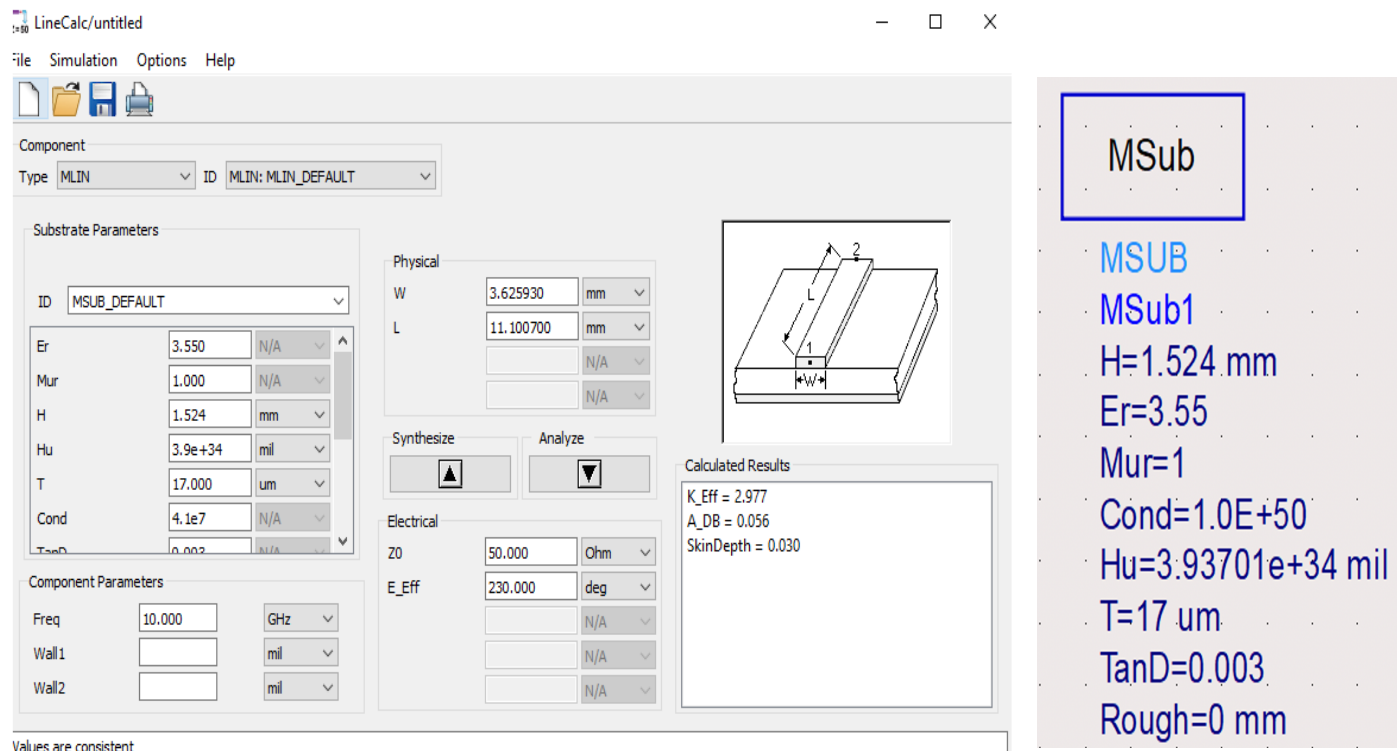 LineCalc/untitled
File Simulation Options Help
Component
Type MLIN ID MLIN: MLIN_DEFAULT
Substrate Parameters
ID MSUB_DEFAULT
Er 3.550 N/A
Mur 1.000 N/A
H 1.524 mm
Hu 3.9e+34 mil
T 17.000 um
Cond 4.1e7 N/A
TanD 0.003 N/A
Component Parameters
Freq 10.000 GHz
Wall1 mil
Wall2 mil
Physical
W 3.625930 mm
L 11.100700 mm
N/A
N/A
Synthesize Analyze
Electrical
Z0 50.000 Ohm
E_Eff 230.000 deg
N/A
N/A
N/A
2
L
1
W
Calculated Results
K_Eff = 2.977
A_DB = 0.056
SkinDepth = 0.030
Values are consistent
MSub
MSUB
MSub1
H=1.524 mm
Er=3.55
Mur=1
Cond=1.0E+50
Hu=3.93701e+34 mil
T=17 um
TanD=0.003
Rough=0 mm